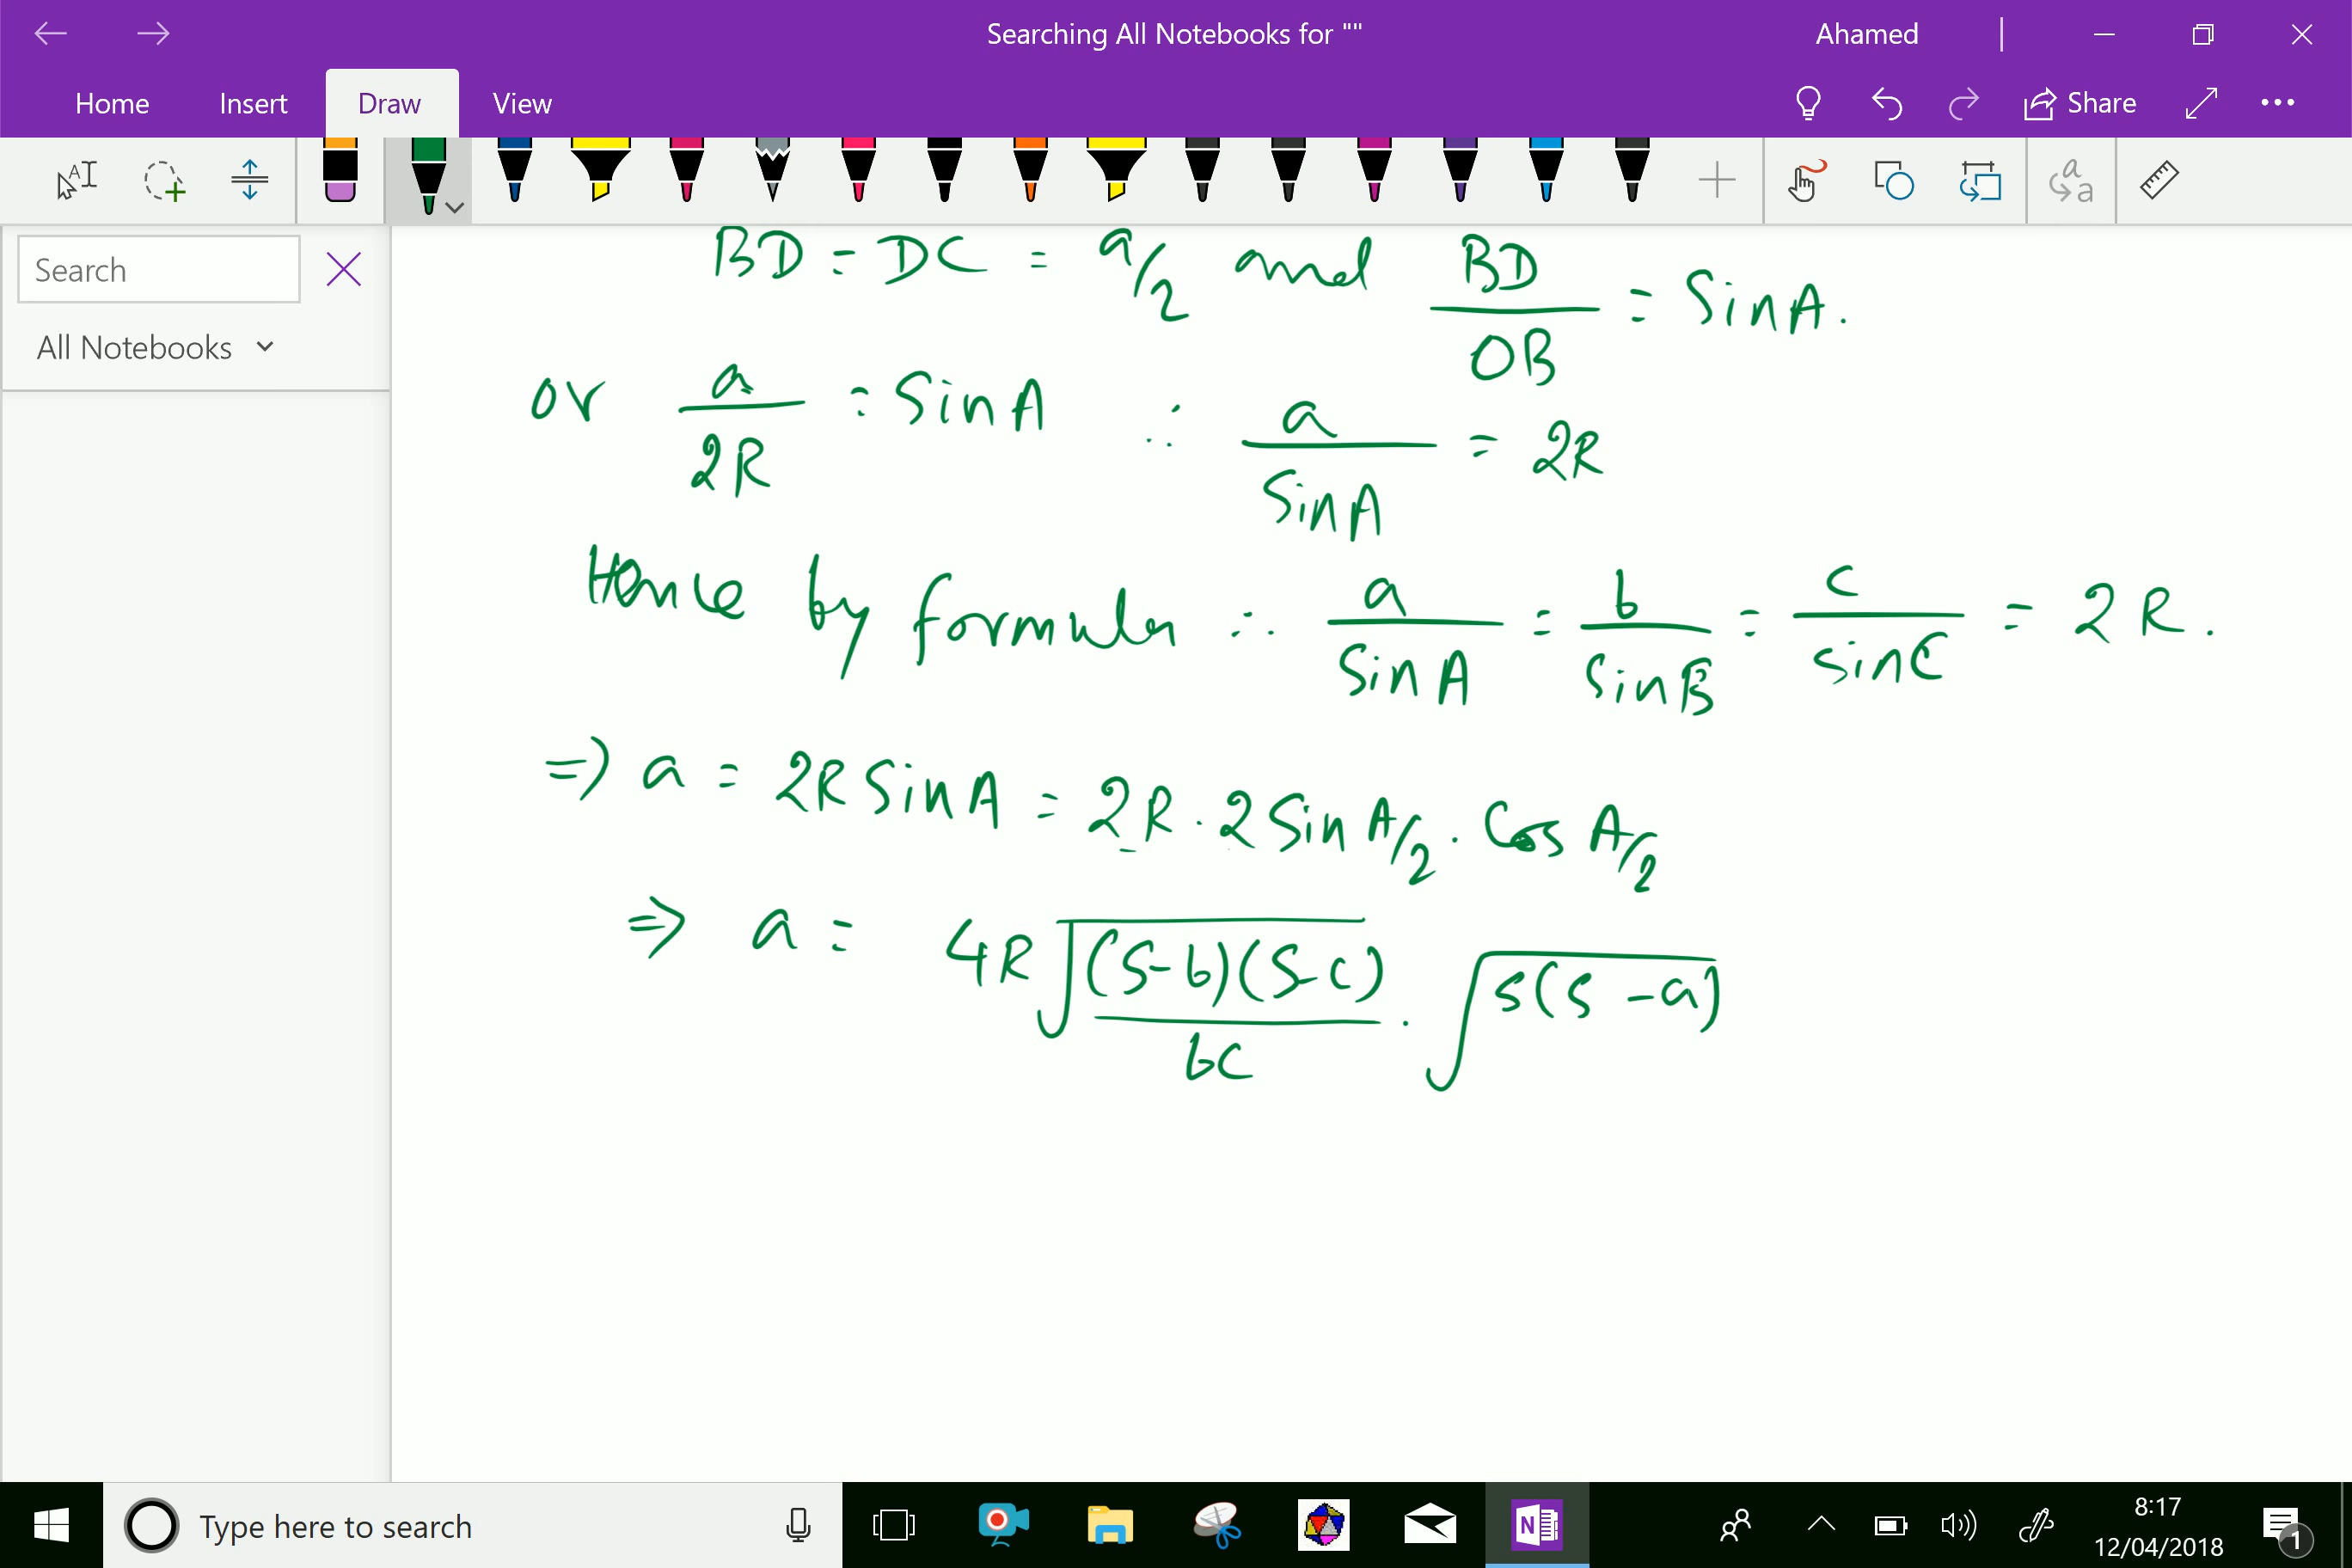 Searching All Notebooks for ""
Ahamed
Home Insert Draw View Share
Search
All Notebooks
BD = DC = a/2 and BD/OB = SinA.
or a/2R = SinA ∴ a/SinA = 2R
Hence by formula ∴ a/SinA = b/SinB = c/sinC = 2R.
⇒ a = 2R SinA = 2R . 2 Sin A/2 . Cos A/2
⇒ a = 4R √((S-b)(S-c)/bc) . √(s(s-a))
Type here to search
N
8:17
12/04/2018
1